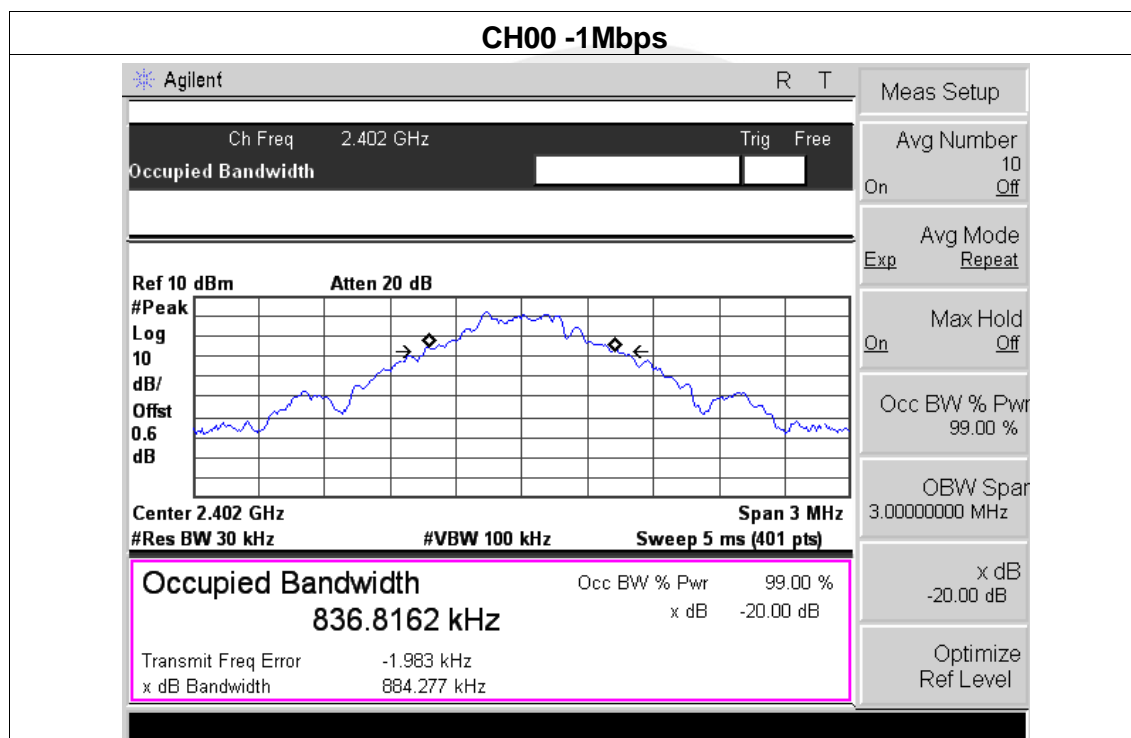 CH00 -1Mbps
Agilent R T
Ch Freq 2.402 GHz Trig Free
Occupied Bandwidth
Ref 10 dBm Atten 20 dB
#Peak
Log
10
dB/
Offst
0.6
dB
Center 2.402 GHz Span 3 MHz
#Res BW 30 kHz #VBW 100 kHz Sweep 5 ms (401 pts)
Occupied Bandwidth Occ BW % Pwr 99.00 %
836.8162 kHz x dB -20.00 dB
Transmit Freq Error -1.983 kHz
x dB Bandwidth 884.277 kHz
Meas Setup
Avg Number
10
On Off
Avg Mode
Exp Repeat
Max Hold
On Off
Occ BW % Pwr
99.00 %
OBW Span
3.00000000 MHz
x dB
-20.00 dB
Optimize
Ref Level